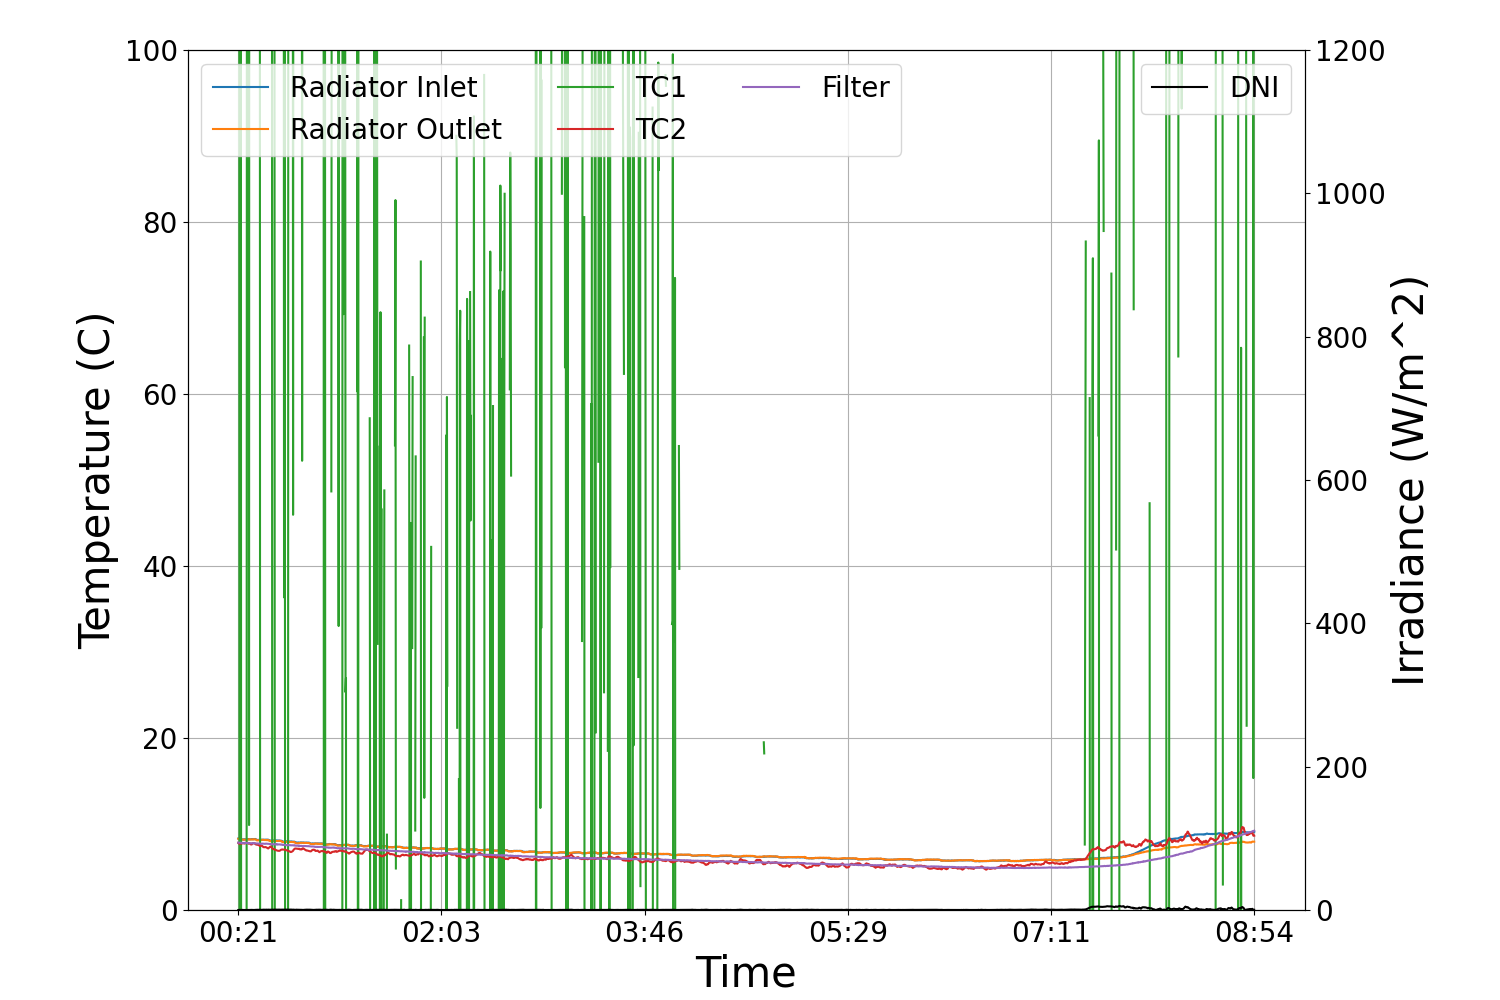 100
80
60
40
20
0
Temperature (C)
Radiator Inlet
Radiator Outlet
TC1
TC2
Filter
DNI
1200
1000
800
600
400
200
0
Irradiance (W/m^2)
00:21 02:03 03:46 05:29 07:11 08:54
Time